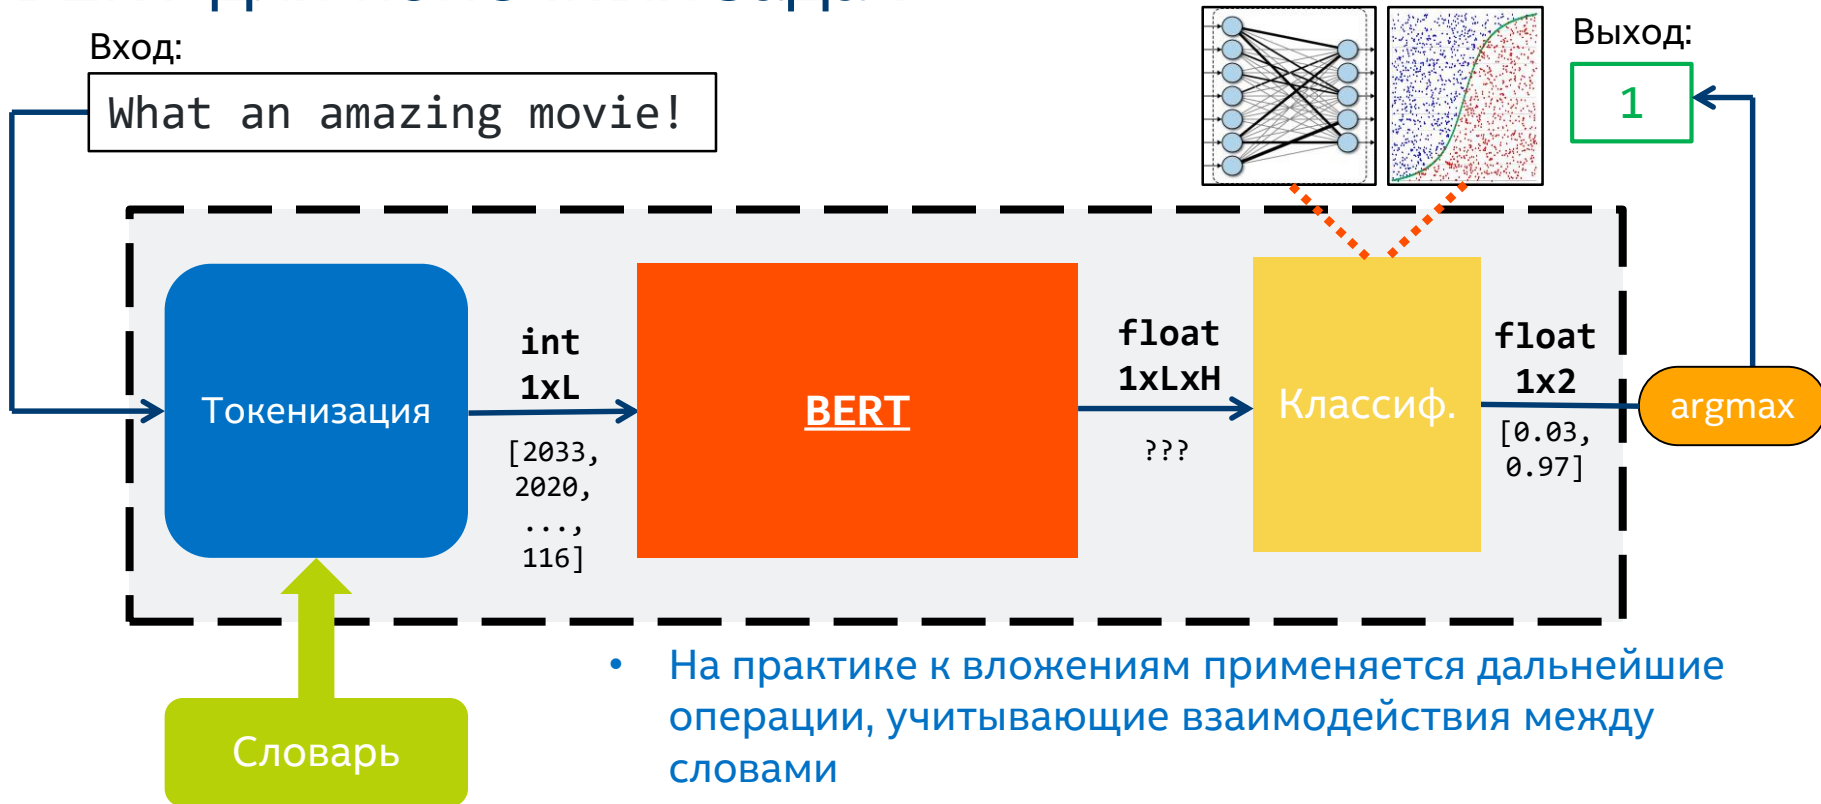 Вход:
What an amazing movie!
Выход:
1
Токенизация
int
1xL
[2033,
2020,
...,
116]
BERT
float
1xLxH
???
Классиф.
float
1x2
[0.03,
0.97]
argmax
Словарь
• На практике к вложениям применяется дальнейшие
операции, учитывающие взаимодействия между
словами